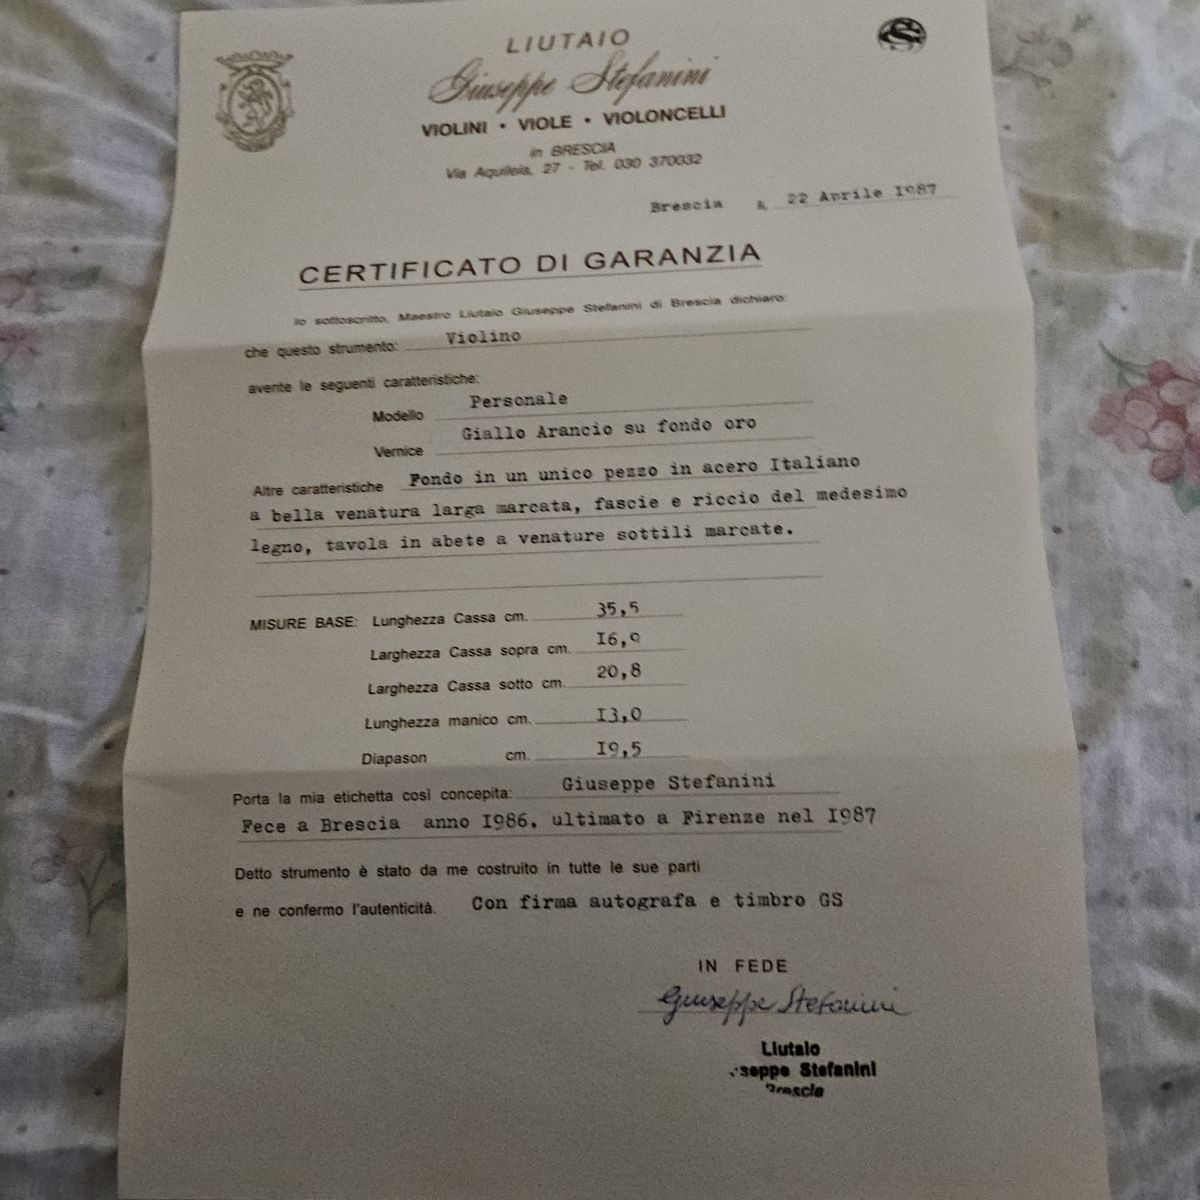 LIUTAIO
Giuseppe Stefanini
VIOLINI • VIOLE • VIOLONCELLI
in BRESCIA
Via Aquileia, 27 - Tel. 030 370032
Brescia 22 Aprile I987
CERTIFICATO DI GARANZIA
Io sottoscritto, Maestro Liutaio Giuseppe Stefanini di Brescia dichiaro:
che questo strumento: Violino
avente le seguenti caratteristiche:
Modello Personale
Vernice Giallo Arancio su fondo oro
Altre caratteristiche Fondo in un unico pezzo in acero Italiano
a bella venatura larga marcata, fascie e riccio del medesimo
legno, tavola in abete a venature sottili marcate.
MISURE BASE: Lunghezza Cassa cm. 35,5
Larghezza Cassa sopra cm. I6,9
Larghezza Cassa sotto cm. 20,8
Lunghezza manico cm. I3,0
Diapason cm. I9,5
Porta la mia etichetta così concepita: Giuseppe Stefanini
Fece a Brescia anno I986, ultimato a Firenze nel I987
Detto strumento è stato da me costruito in tutte le sue parti
e ne confermo l'autenticità. Con firma autografa e timbro GS
IN FEDE
Giuseppe Stefanini
Liutaio
seppe Stefanini
Brescia